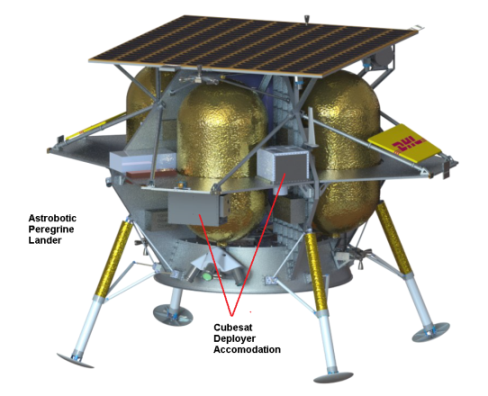 DHL
Astrobotic
Peregrine
Lander
Cubesat
Deployer
Accomodation